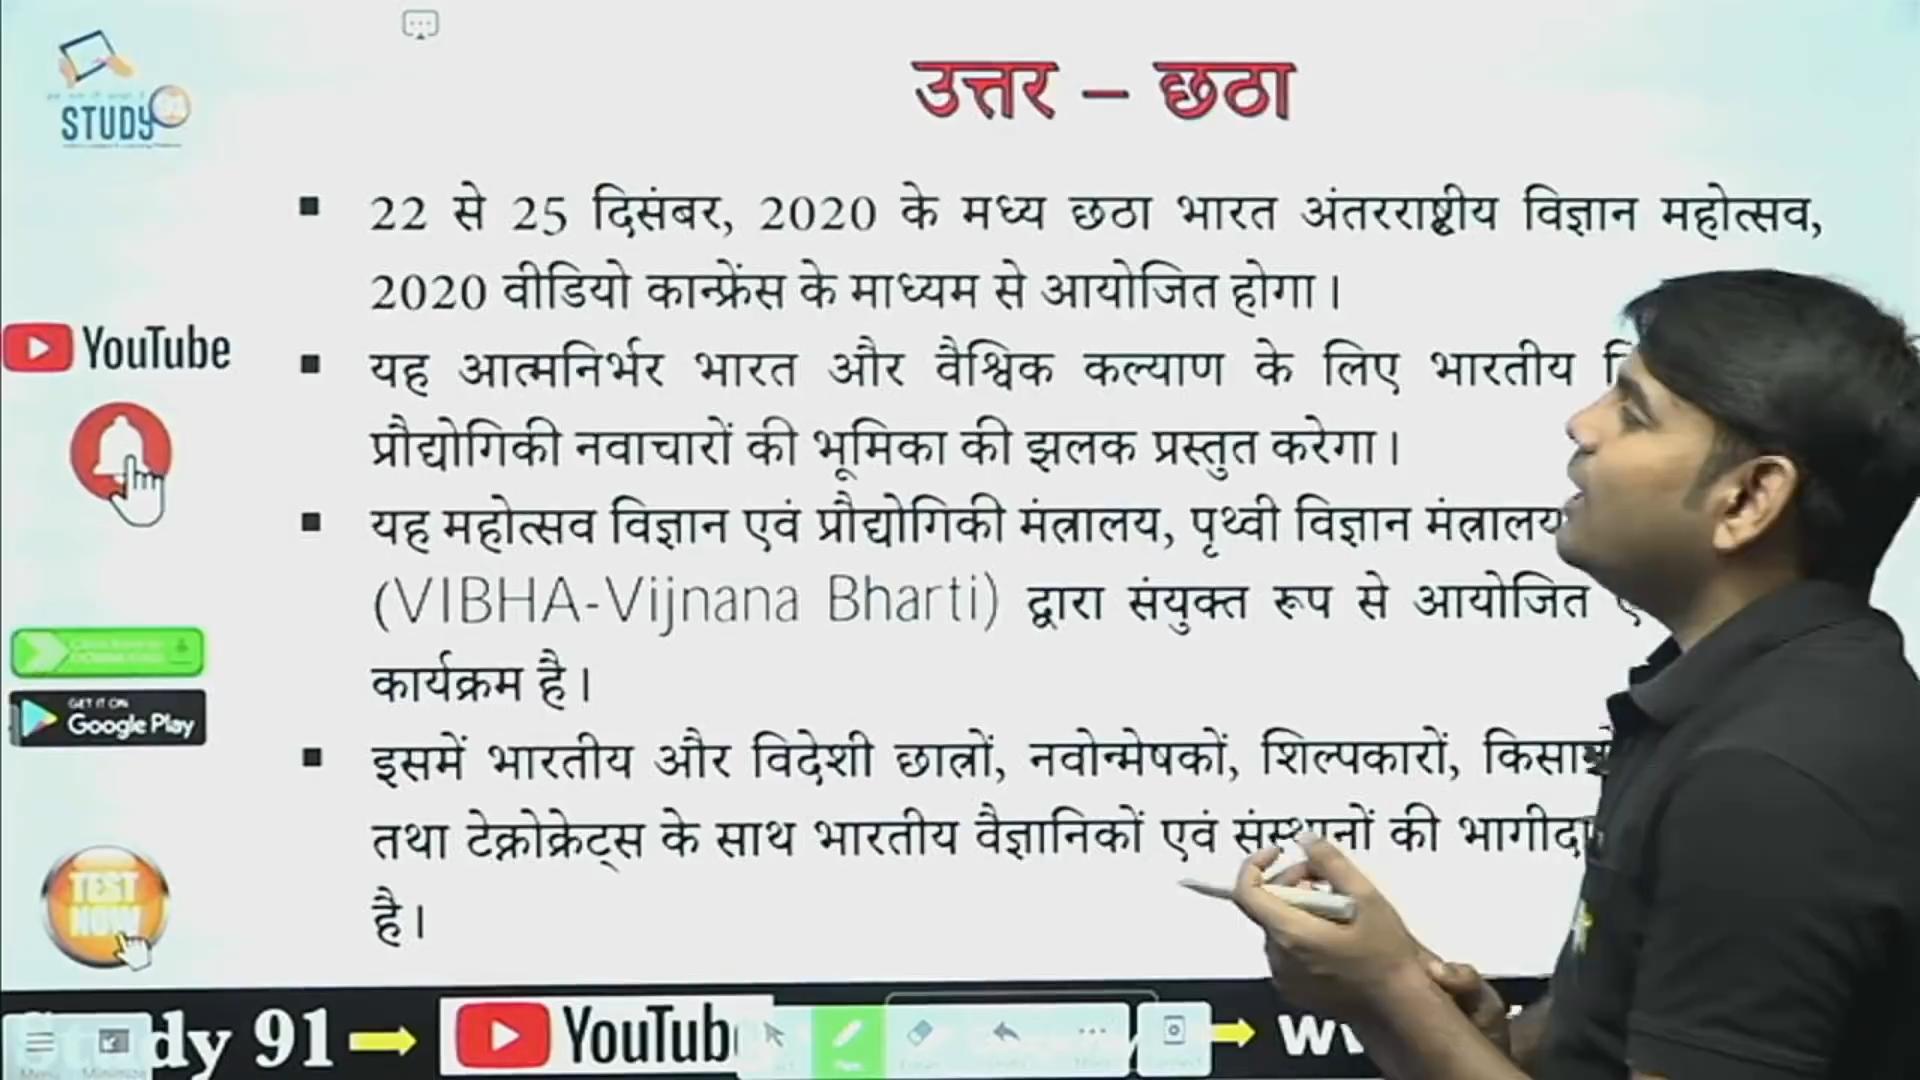 उत्तर – छठा
STUDY
22 से 25 दिसंबर, 2020 के मध्य छठा भारत अंतरराष्ट्रीय विज्ञान महोत्सव,
2020 वीडियो कान्फ्रेंस के माध्यम से आयोजित होगा।
YouTube
यह आत्मनिर्भर भारत और वैश्विक कल्याण के लिए भारतीय
प्रौद्योगिकी नवाचारों की भूमिका की झलक प्रस्तुत करेगा।
यह महोत्सव विज्ञान एवं प्रौद्योगिकी मंत्रालय, पृथ्वी विज्ञान मंत्रालय
(VIBHA-Vijnana Bharti) द्वारा संयुक्त रूप से आयोजित
कार्यक्रम है।
GET IT ON
Google Play
इसमें भारतीय और विदेशी छात्रों, नवोन्मेषकों, शिल्पकारों,
तथा टेक्नोक्रेट्स के साथ भारतीय वैज्ञानिकों एवं संस्थानों की
है।
TEST
NOW
dy 91 YouTub